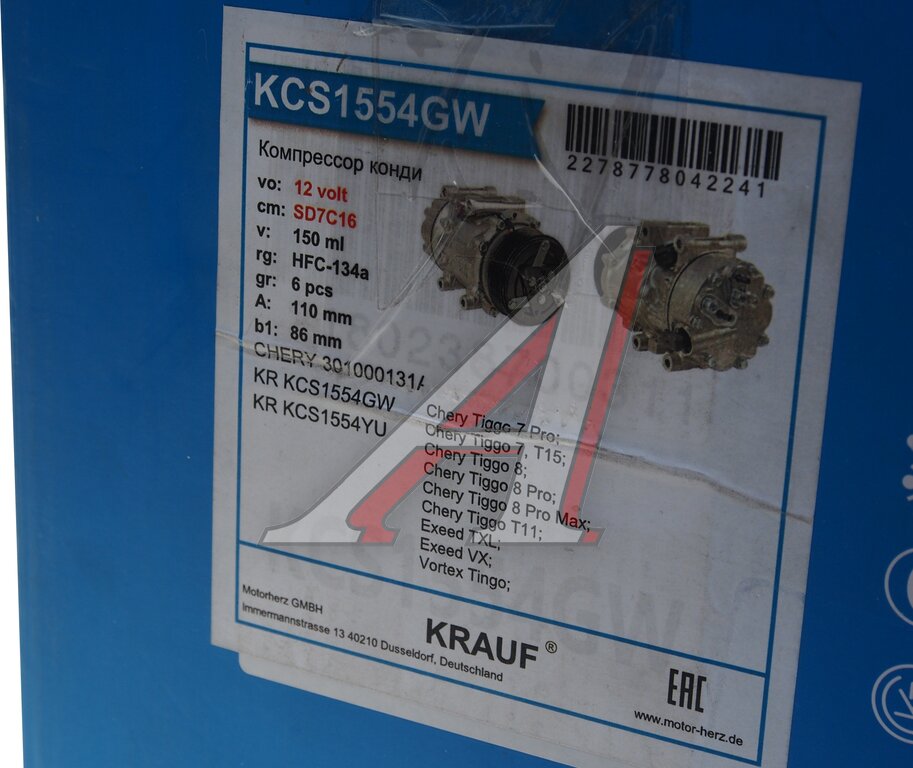 KCS1554GW
2278778042241
Компрессор конди
vo: 12 volt
cm: SD7C16
v: 150 ml
rg: HFC-134a
gr: 6 pcs
A: 110 mm
b1: 86 mm
CHERY 301000131A
KR KCS1554GW
KR KCS1554YU
Chery Tiggo 7 Pro;
Chery Tiggo 7, T15;
Chery Tiggo 8;
Chery Tiggo 8 Pro;
Chery Tiggo 8 Pro Max;
Chery Tiggo T11;
Exeed TXL;
Exeed VX;
Vortex Tingo;
Motorherz GMBH
Immermannstrasse 13 40210 Dusseldorf, Deutschland
KRAUF ®
EAC
www.motor-herz.de